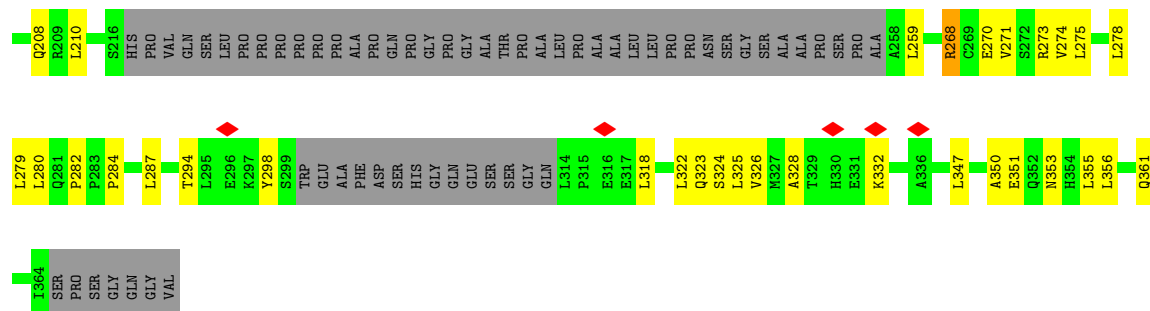 Q208 R209 L210 S216 HIS PRO VAL GLN SER LEU PRO PRO PRO PRO PRO PRO ALA PRO GLN PRO GLY PRO GLY ALA THR PRO ALA LEU PRO ALA ALA LEU LEU PRO PRO ASN SER GLY SER ALA ALA PRO SER PRO ALA A258 L259 R268 C269 E270 V271 S272 R273 V274 L275 L278
L279 L280 Q281 P282 P283 P284 L287 T294 L295 E296 K297 Y298 S299 TRP GLU ALA PHE ASP SER HIS GLY GLN GLU SER SER GLY GLN L314 P315 E316 E317 L318 L322 Q323 S324 L325 V326 M327 A328 T329 H330 E331 K332 A336 L347 A350 E351 Q352 N353 H354 L355 L356 Q361
I364 SER PRO SER GLY GLN GLY VAL